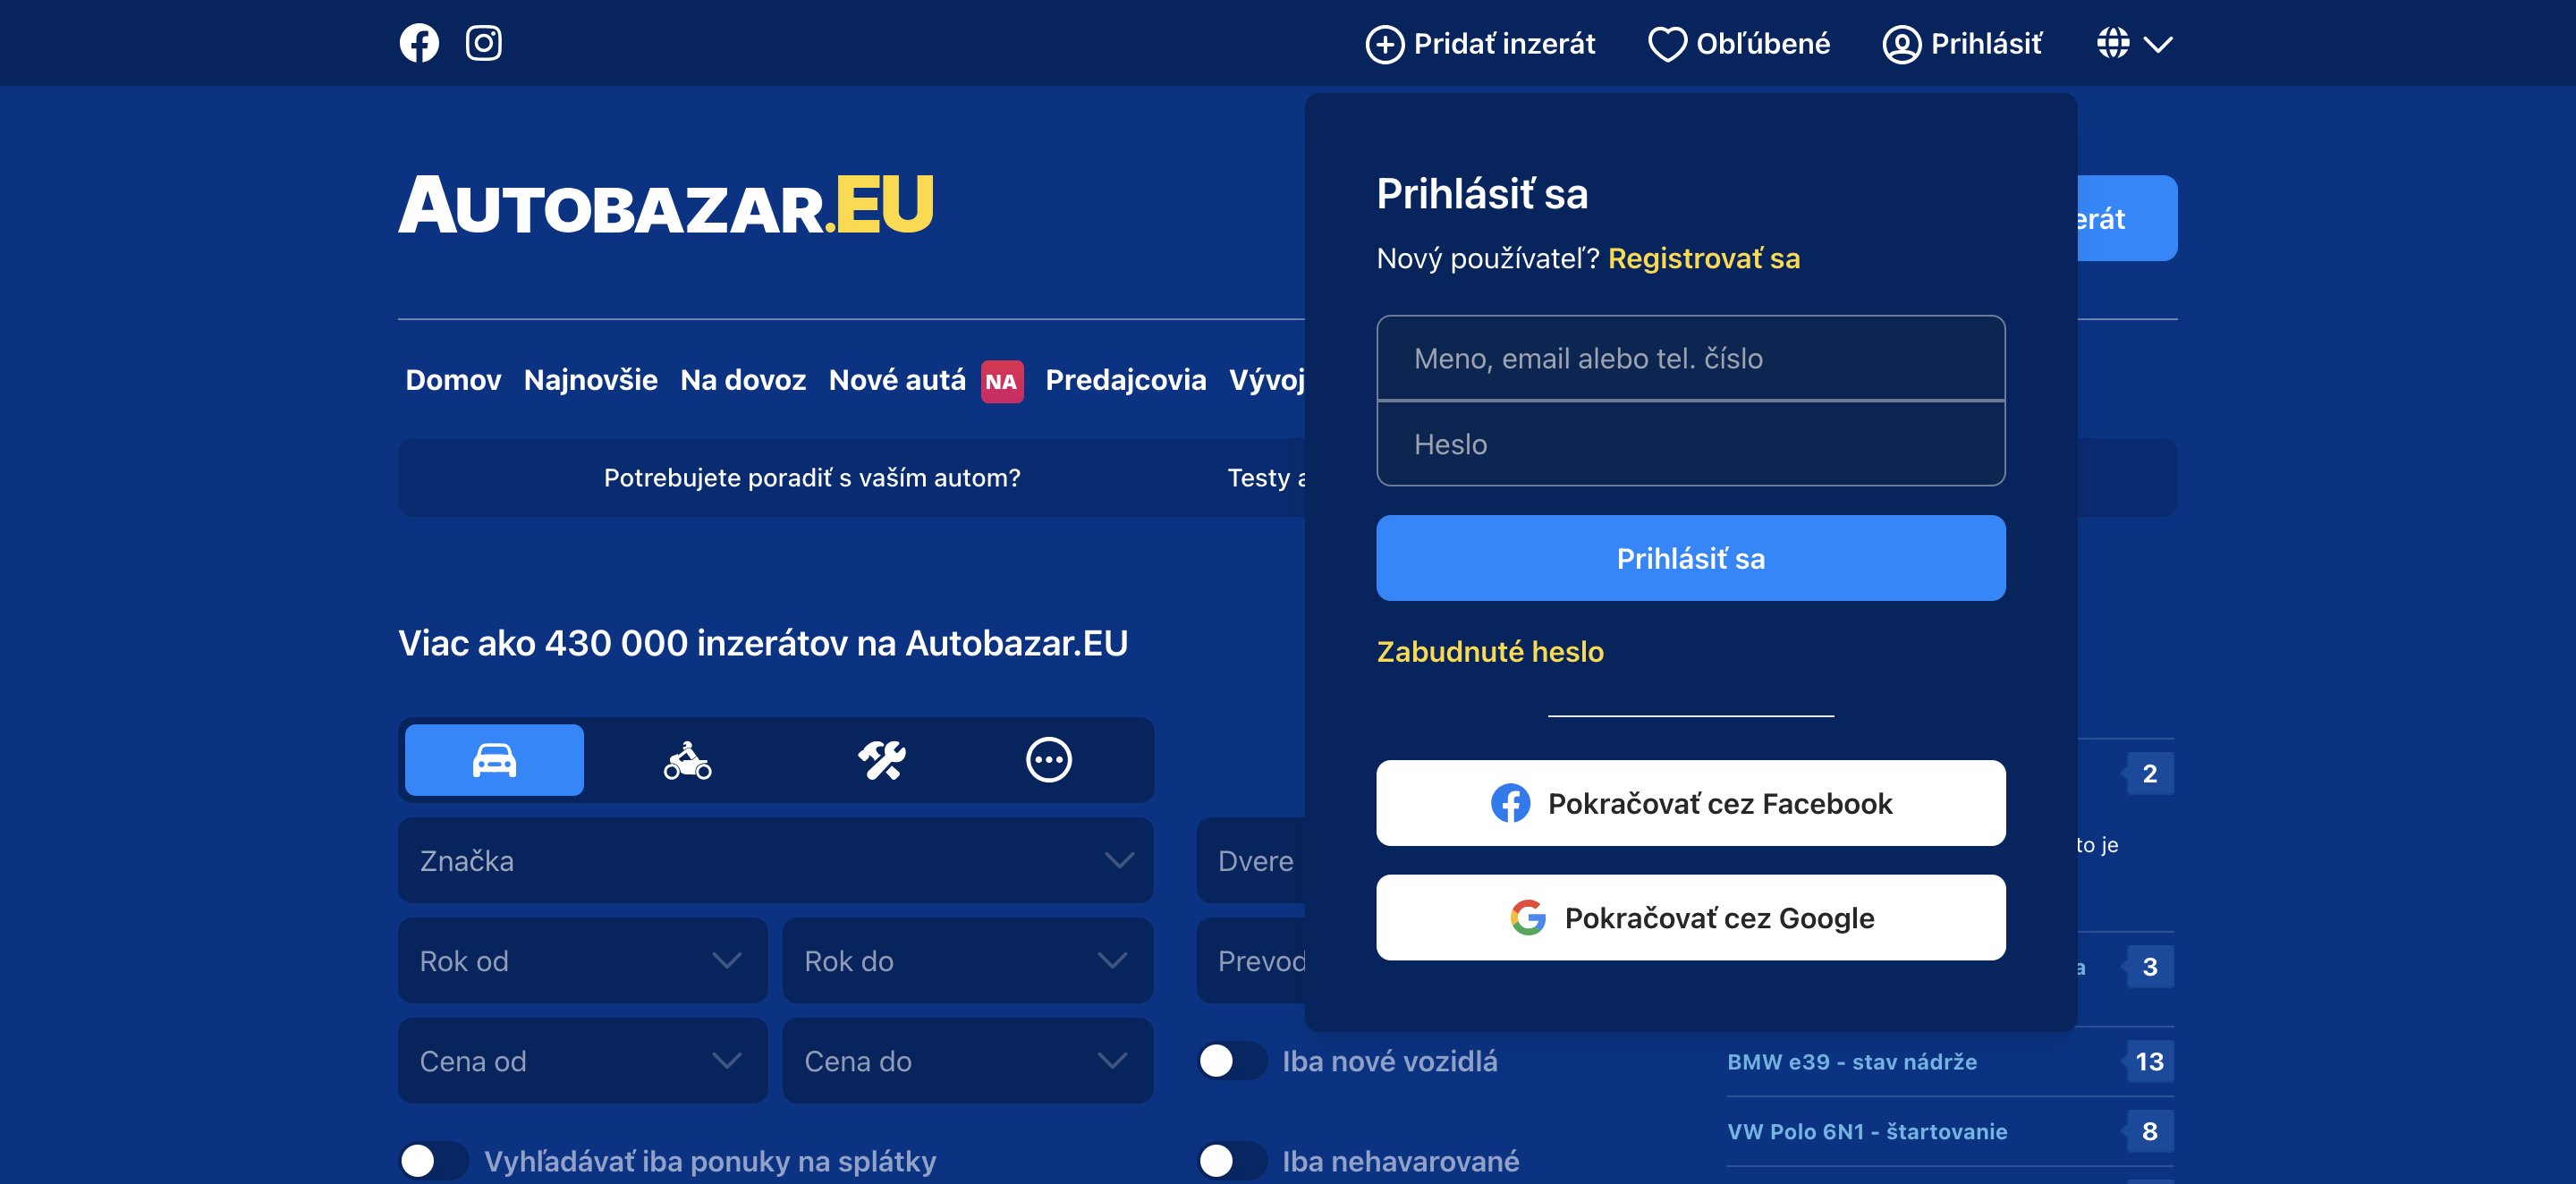 Pridať inzerát Obľúbené Prihlásiť
AUTOBAZAR.EU
Prihlásiť sa
Nový používateľ? Registrovať sa
Meno, email alebo tel. číslo
Heslo
Prihlásiť sa
Zabudnuté heslo
Pokračovať cez Facebook
Pokračovať cez Google
Domov Najnovšie Na dovoz Nové autá NA Predajcovia Vývoj
Potrebujete poradiť s vaším autom? Testy a
Viac ako 430 000 inzerátov na Autobazar.EU
Značka
Dvere
Rok od Rok do
Prevod
Cena od Cena do
Iba nové vozidlá
Vyhľadávať iba ponuky na splátky
Iba nehavarované
erát
2
to je
a 3
BMW e39 - stav nádrže 13
VW Polo 6N1 - štartovanie 8